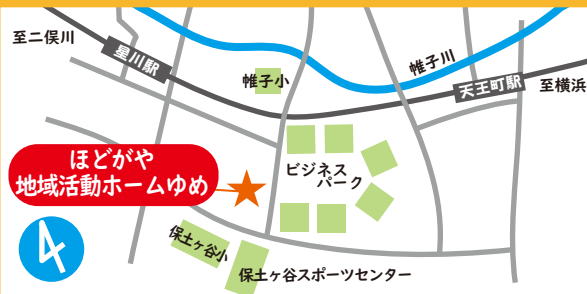 至二俣川
星川駅
帷子小
帷子川
天王町駅
至横浜
ほどがや
地域活動ホームゆめ
ビジネス
パーク
4
保土ヶ谷小
保土ヶ谷スポーツセンター